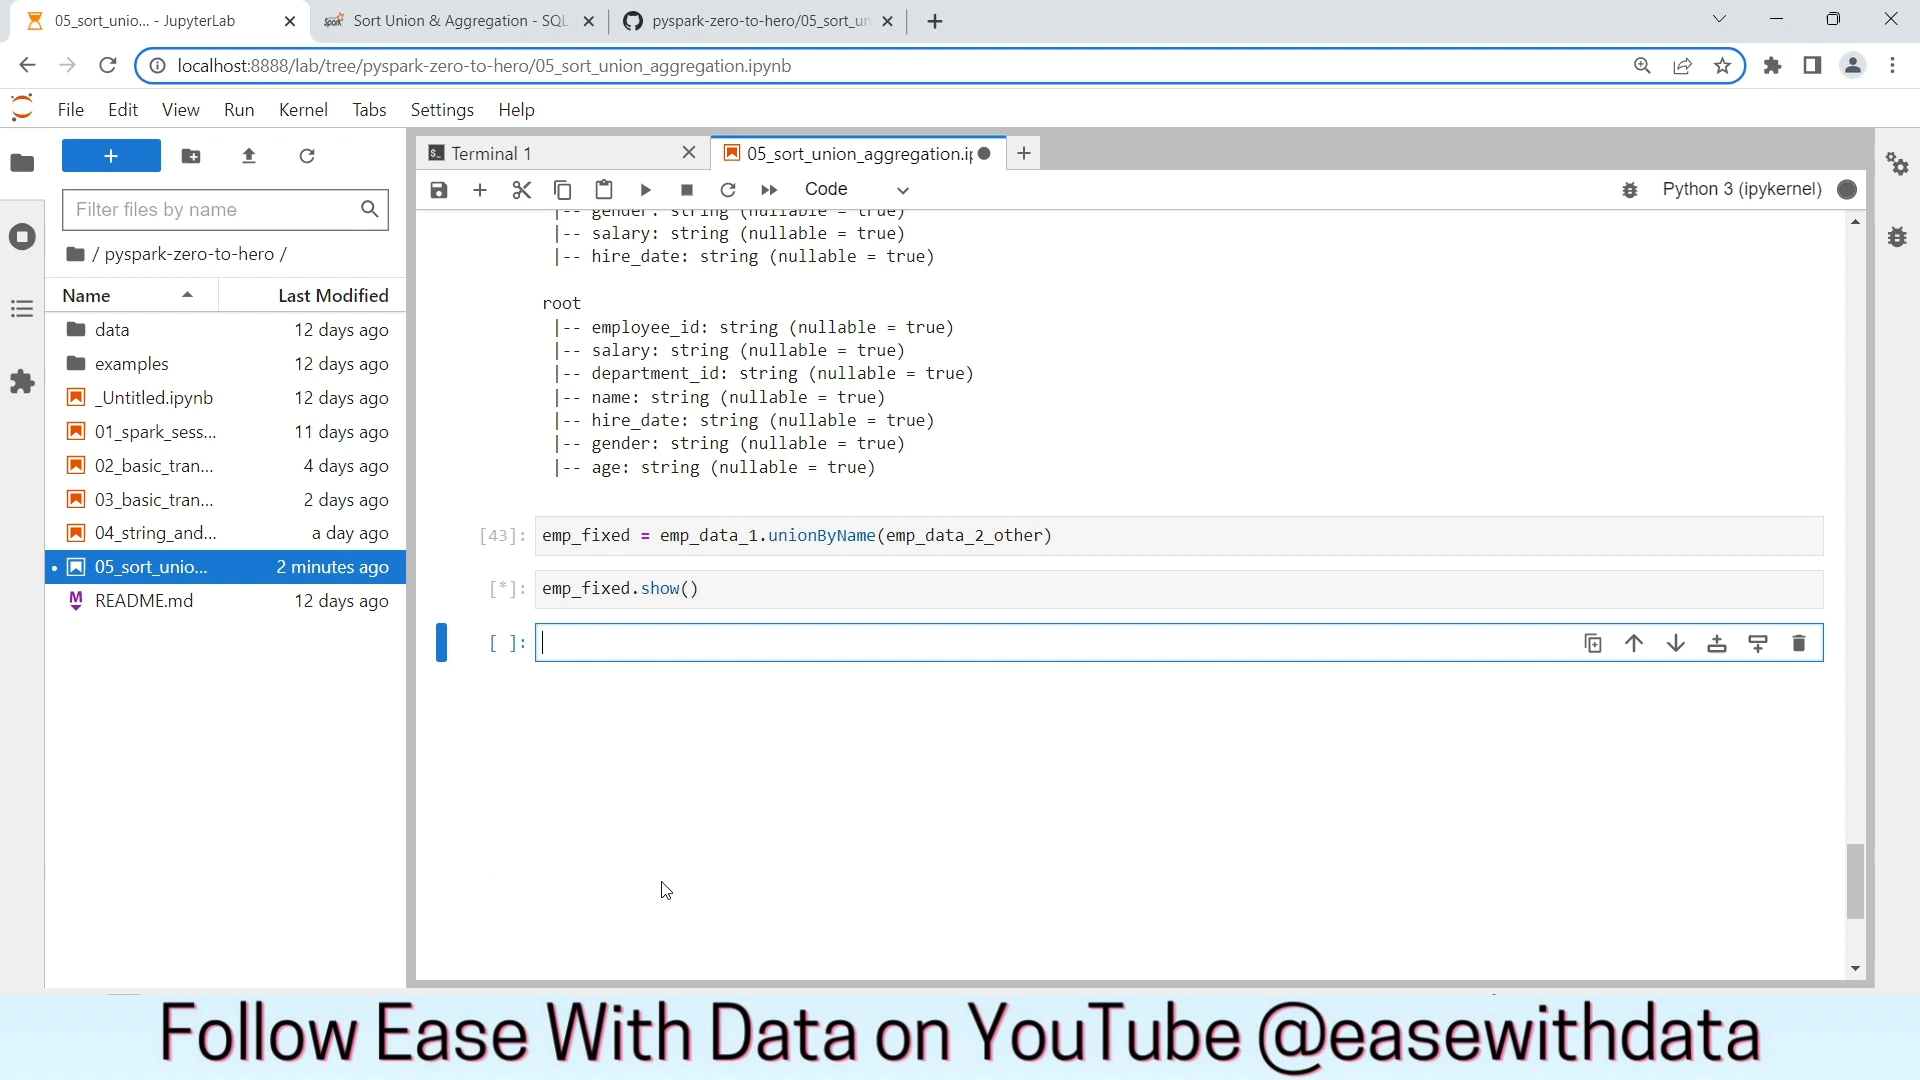 05_sort_unio... - JupyterLab
Sort Union & Aggregation - SQL
pyspark-zero-to-hero/05_sort_un
localhost:8888/lab/tree/pyspark-zero-to-hero/05_sort_union_aggregation.ipynb
File Edit View Run Kernel Tabs Settings Help
+
Filter files by name
/ pyspark-zero-to-hero /
Name Last Modified
data 12 days ago
examples 12 days ago
_Untitled.ipynb 12 days ago
01_spark_sess... 11 days ago
02_basic_tran... 4 days ago
03_basic_tran... 2 days ago
04_string_and... a day ago
05_sort_unio... 2 minutes ago
README.md 12 days ago
Terminal 1
05_sort_union_aggregation.ip
Code
Python 3 (ipykernel)
|-- gender: string (nullable = true)
|-- salary: string (nullable = true)
|-- hire_date: string (nullable = true)
root
|-- employee_id: string (nullable = true)
|-- salary: string (nullable = true)
|-- department_id: string (nullable = true)
|-- name: string (nullable = true)
|-- hire_date: string (nullable = true)
|-- gender: string (nullable = true)
|-- age: string (nullable = true)
[43]: emp_fixed = emp_data_1.unionByName(emp_data_2_other)
[*]: emp_fixed.show()
[ ]:
Follow Ease With Data on YouTube @easewithdata